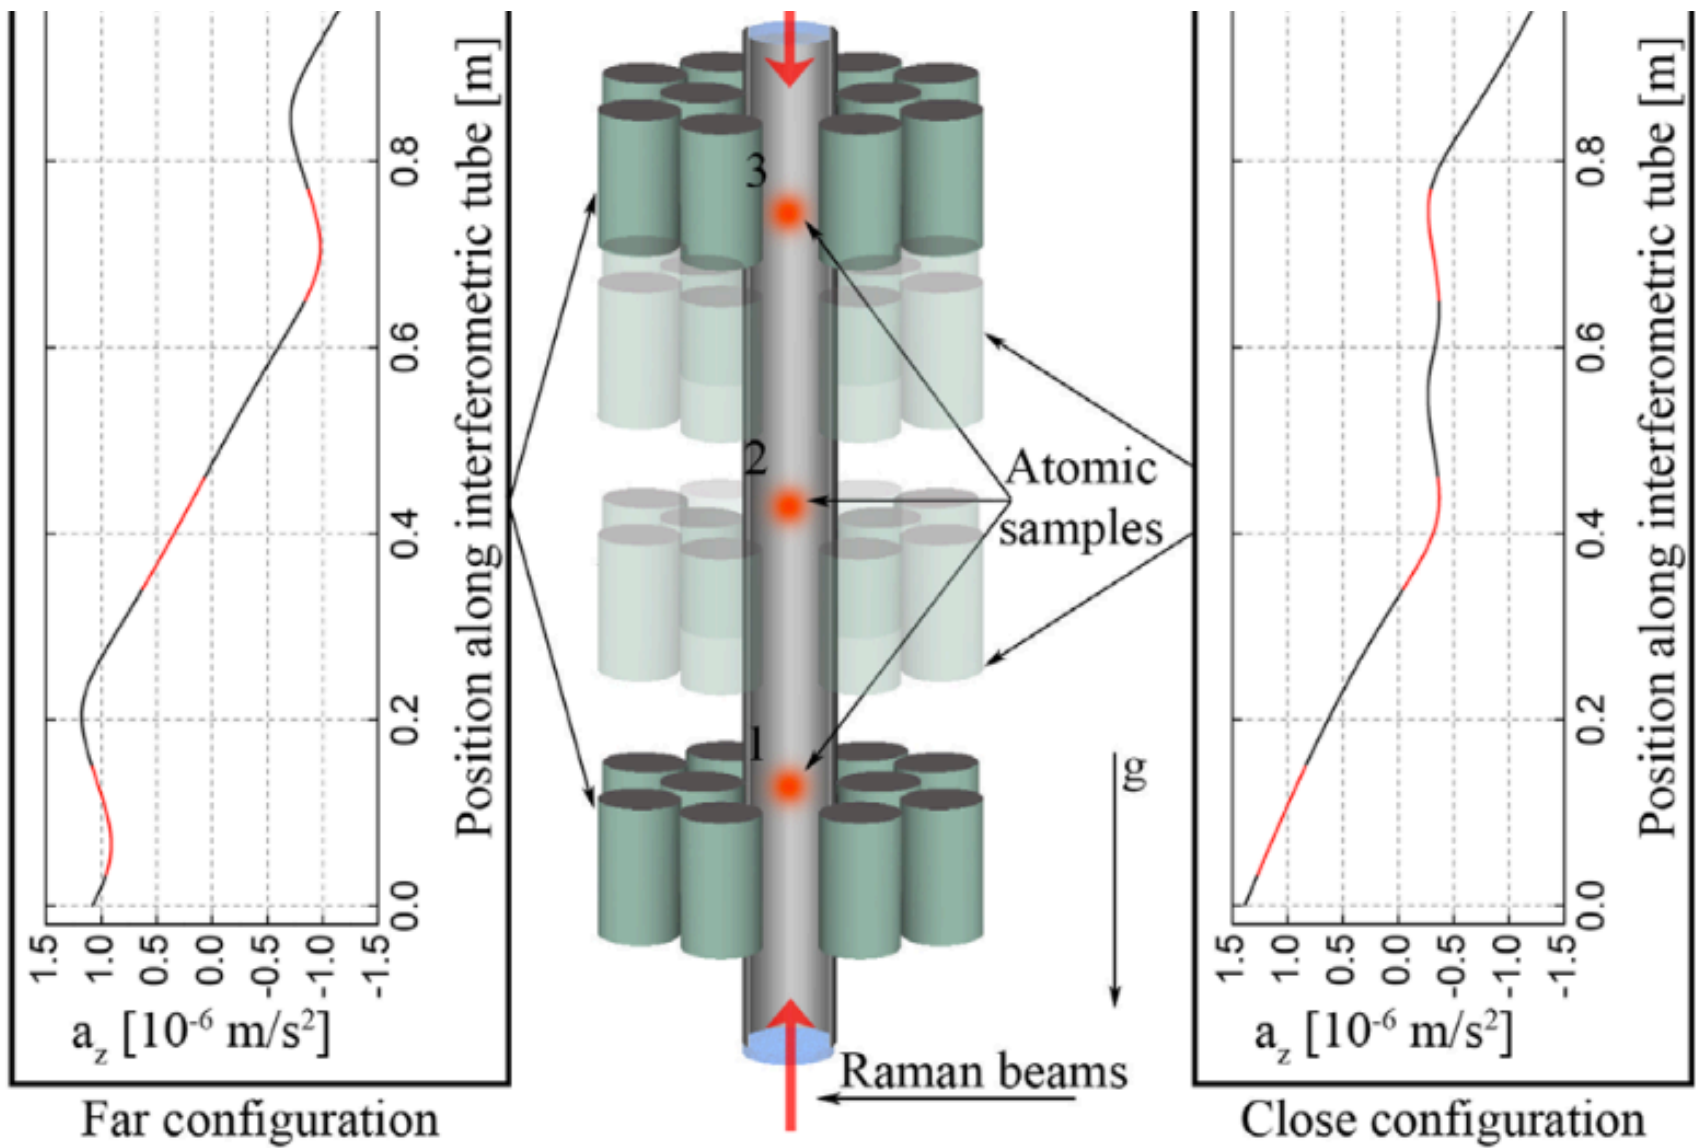 Position along interferometric tube [m]
0.8
0.6
0.4
0.2
0.0
1.5
1.0
0.5
0.0
-0.5
-1.0
-1.5
a_z [10^-6 m/s^2]
Far configuration
3
2
1
Atomic
samples
g
Raman beams
Position along interferometric tube [m]
0.8
0.6
0.4
0.2
0.0
1.5
1.0
0.5
0.0
-0.5
-1.0
-1.5
a_z [10^-6 m/s^2]
Close configuration